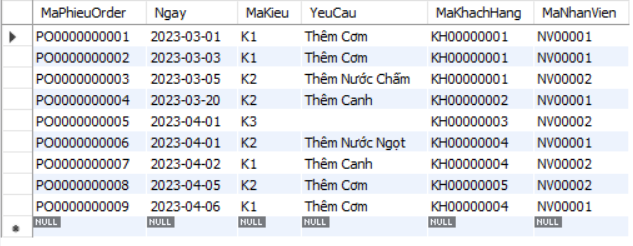 MaPhieuOrder Ngay MaKieu YeuCau MaKhachHang MaNhanVien
PO0000000001 2023-03-01 K1 Thêm Cơm KH00000001 NV00001
PO0000000002 2023-03-03 K1 Thêm Cơm KH00000001 NV00001
PO0000000003 2023-03-05 K2 Thêm Nước Chấm KH00000001 NV00002
PO0000000004 2023-03-20 K2 Thêm Canh KH00000002 NV00001
PO0000000005 2023-04-01 K3 KH00000003 NV00002
PO0000000006 2023-04-01 K2 Thêm Nước Ngọt KH00000004 NV00001
PO0000000007 2023-04-02 K1 Thêm Canh KH00000004 NV00002
PO0000000008 2023-04-05 K2 Thêm Cơm KH00000005 NV00002
PO0000000009 2023-04-06 K1 Thêm Cơm KH00000004 NV00001
NULL NULL NULL NULL NULL NULL